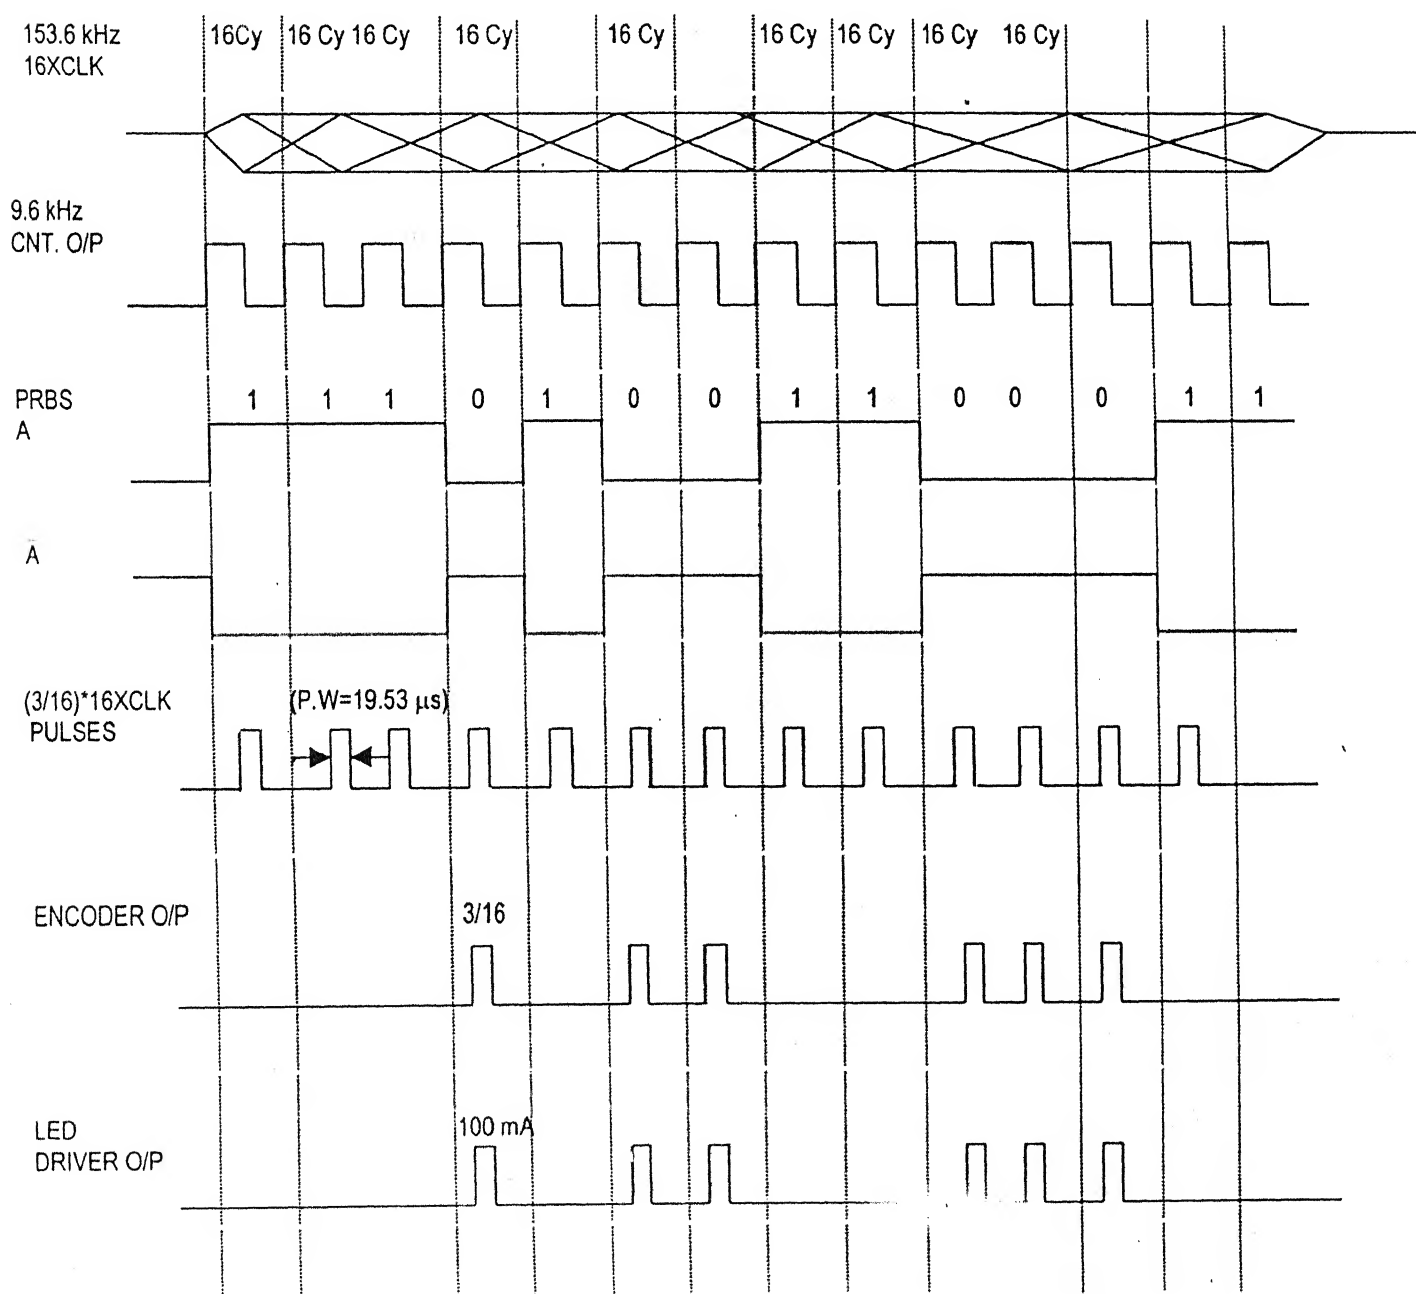 153.6 kHz
16XCLK
16Cy 16 Cy 16 Cy 16 Cy 16 Cy 16 Cy 16 Cy 16 Cy 16 Cy
9.6 kHz
CNT. O/P
PRBS
A
1 1 1 0 1 0 0 1 1 0 0 0 1 1
A
(3/16)*16XCLK
PULSES
(P.W=19.53 μs)
ENCODER O/P
3/16
LED
DRIVER O/P
100 mA